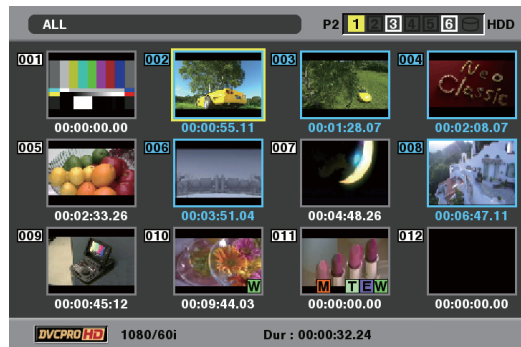 ALL
P2 1 2 3 4 5 6 HDD
001 002 003 004
Neo Classic
00:00:00.00 00:00:55.11 00:01:28.07 00:02:08.07
005 006 007 008
00:02:33.26 00:03:51.04 00:04:48.26 00:06:47.11
009 010 011 012
W M T E W
00:00:45:12 00:09:44.03 00:00:00.00 00:00:00.00
DVCPRO HD 1080/60i Dur : 00:00:32.24